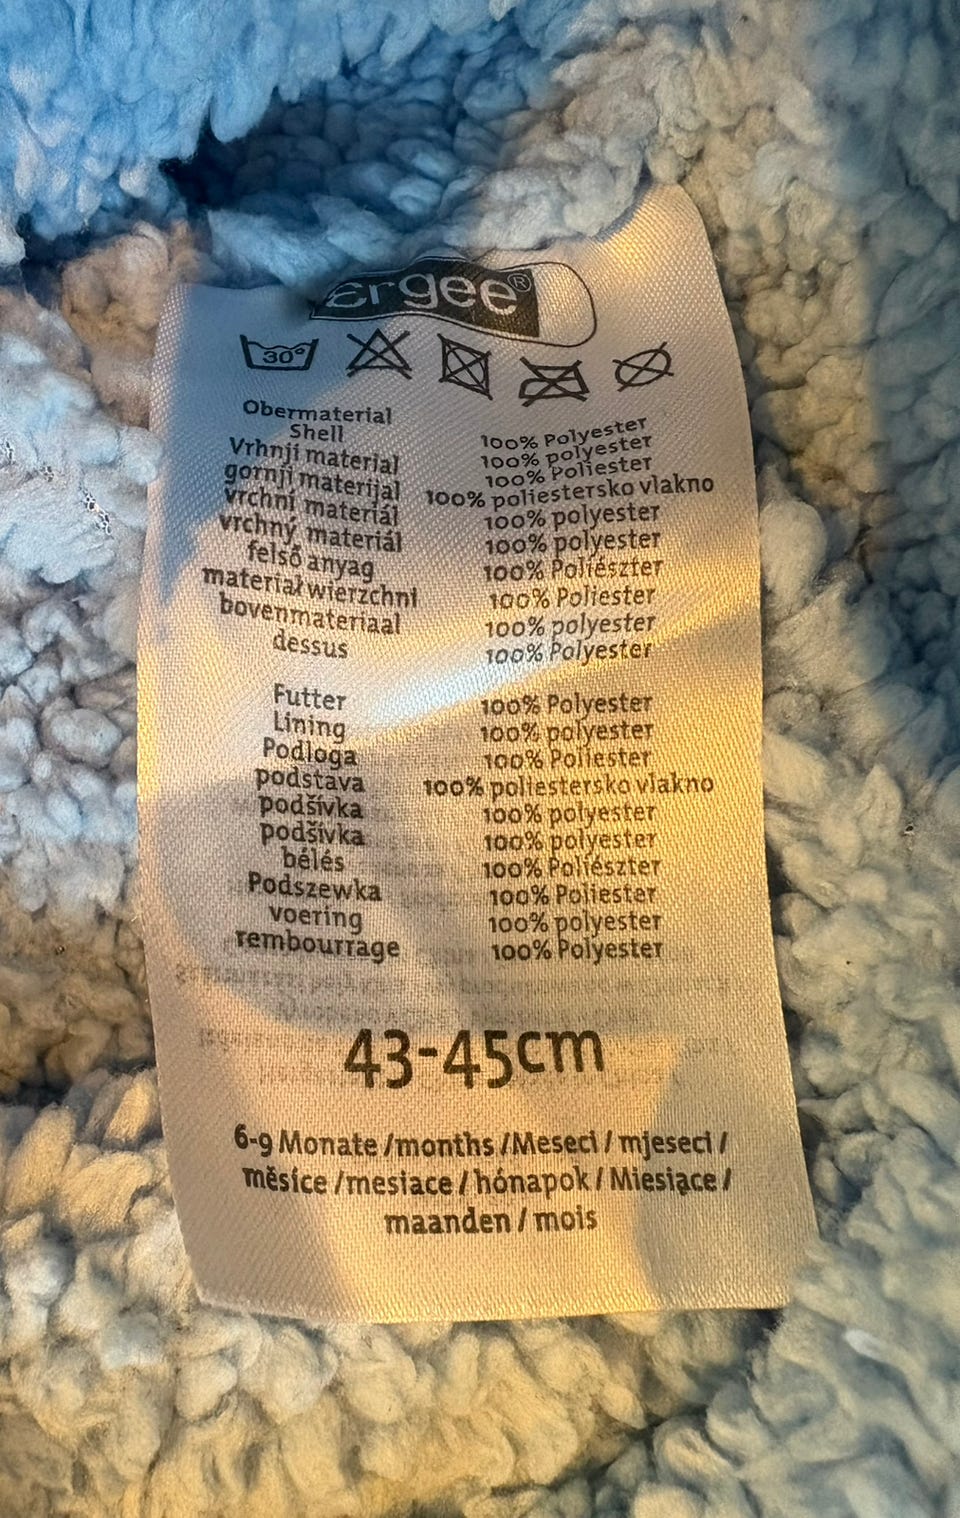 ergee®
30°
Obermaterial 100% Polyester
Shell 100% polyester
Vrhnji material 100% Poliester
gornji materijal 100% poliestersko vlakno
vrchní materiál 100% polyester
vrchný materiál 100% polyester
felső anyag 100% Poliészter
materiał wierzchni 100% Poliester
bovenmateriaal 100% polyester
dessus 100% Polyester
Futter 100% Polyester
Lining 100% polyester
Podloga 100% Poliester
podstava 100% poliestersko vlakno
podšívka 100% polyester
podšívka 100% polyester
bélés 100% Poliészter
Podszewka 100% Poliester
voering 100% polyester
rembourrage 100% Polyester
43-45cm
6-9 Monate /months /Meseci / mjeseci /
měsíce /mesiace / hónapok / Miesiące /
maanden / mois